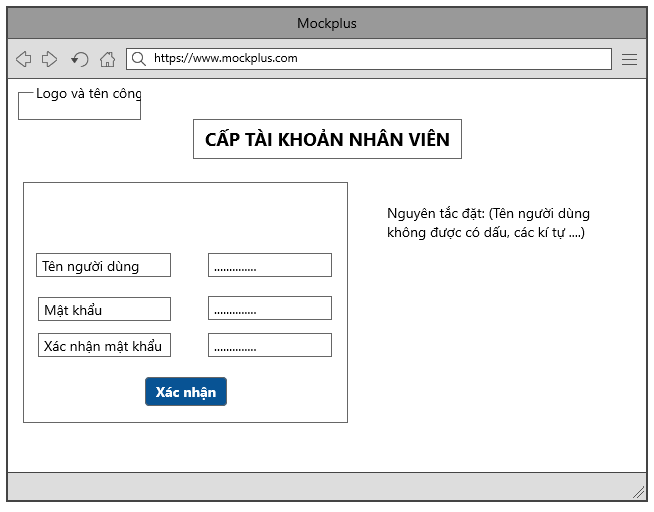 Mockplus
https://www.mockplus.com
Logo và tên công
CẤP TÀI KHOẢN NHÂN VIÊN
Nguyên tắc đặt: (Tên người dùng
không được có dấu, các kí tự ....)
Tên người dùng
..............
Mật khẩu
..............
Xác nhận mật khẩu
..............
Xác nhận